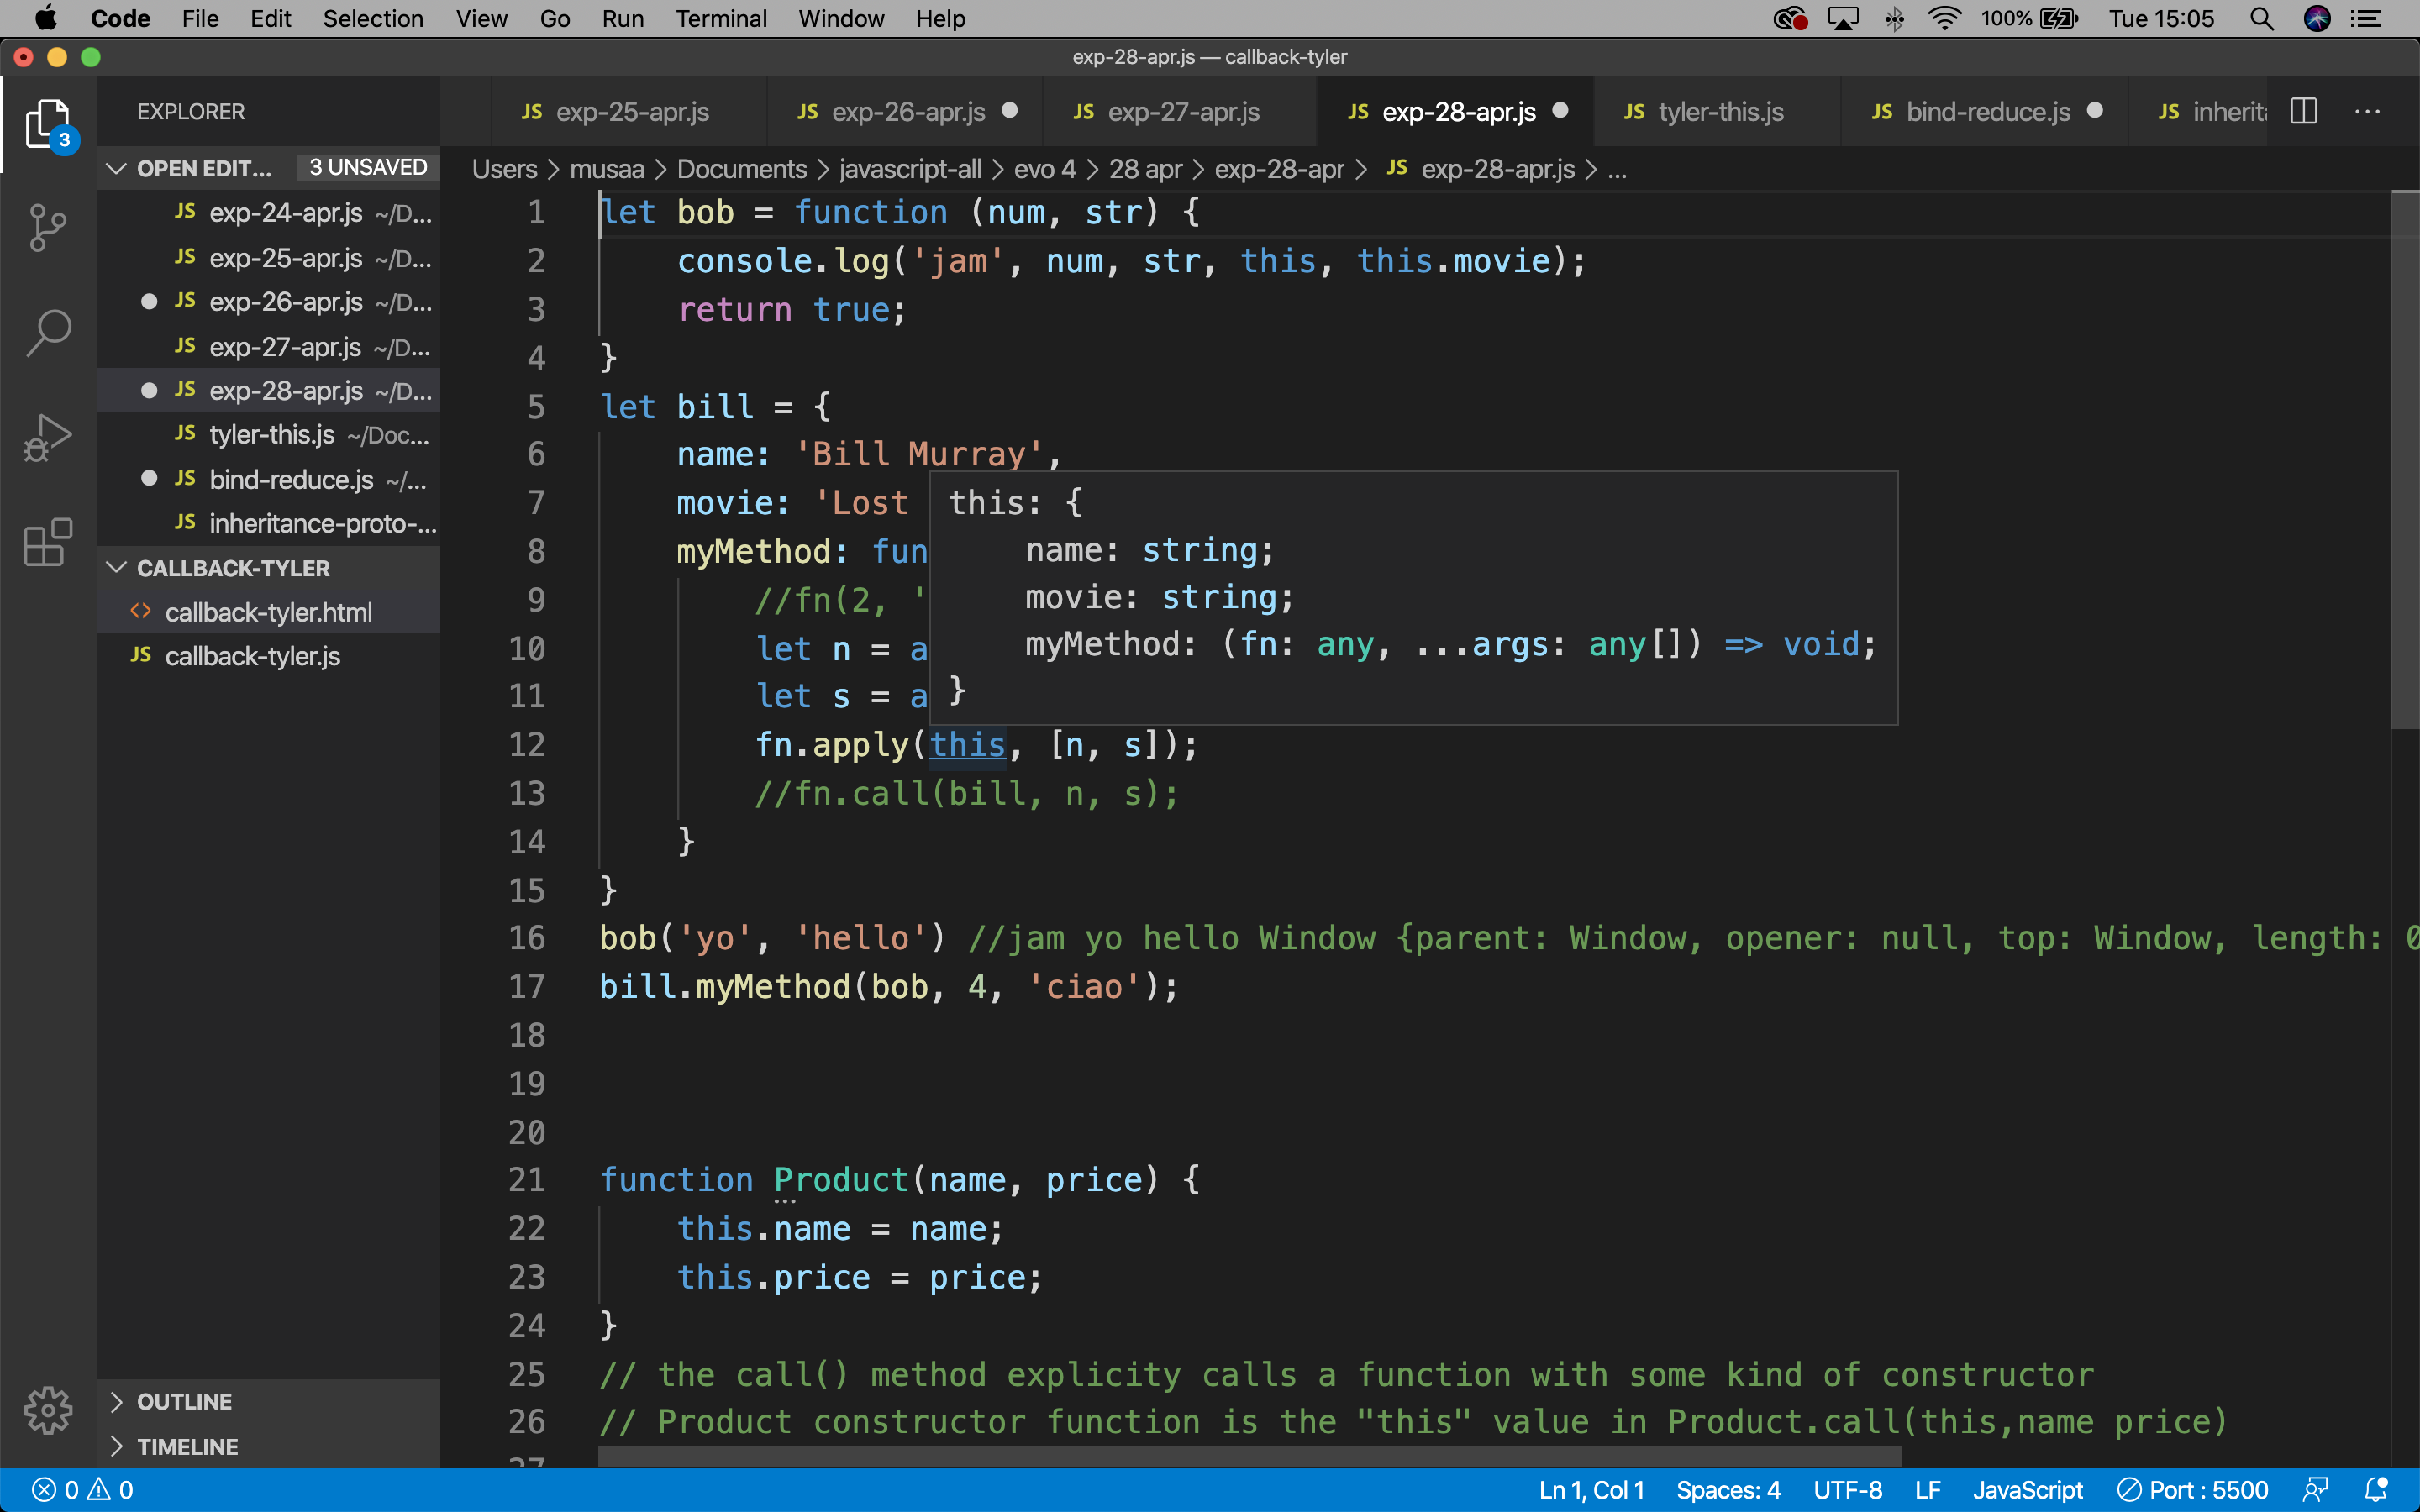 Code File Edit Selection View Go Run Terminal Window Help 100% Tue 15:05
exp-28-apr.js — callback-tyler
EXPLORER
3
OPEN EDIT... 3 UNSAVED
JS exp-24-apr.js ~/D...
JS exp-25-apr.js ~/D...
JS exp-26-apr.js ~/D...
JS exp-27-apr.js ~/D...
JS exp-28-apr.js ~/D...
JS tyler-this.js ~/Doc...
JS bind-reduce.js ~/...
JS inheritance-proto-...
CALLBACK-TYLER
<> callback-tyler.html
JS callback-tyler.js
OUTLINE
TIMELINE
JS exp-25-apr.js JS exp-26-apr.js JS exp-27-apr.js JS exp-28-apr.js JS tyler-this.js JS bind-reduce.js JS inherita
Users > musaa > Documents > javascript-all > evo 4 > 28 apr > exp-28-apr > JS exp-28-apr.js > ...
1 let bob = function (num, str) {
2 console.log('jam', num, str, this, this.movie);
3 return true;
4 }
5 let bill = {
6 name: 'Bill Murray',
7 movie: 'Lost
8 myMethod: fun
9 //fn(2, '
10 let n = a
11 let s = a
this: {
name: string;
movie: string;
myMethod: (fn: any, ...args: any[]) => void;
}
12 fn.apply(this, [n, s]);
13 //fn.call(bill, n, s);
14 }
15 }
16 bob('yo', 'hello') //jam yo hello Window {parent: Window, opener: null, top: Window, length: 0
17 bill.myMethod(bob, 4, 'ciao');
18
19
20
21 function Product(name, price) {
22 this.name = name;
23 this.price = price;
24 }
25 // the call() method explicity calls a function with some kind of constructor
26 // Product constructor function is the "this" value in Product.call(this,name price)
27
0 0 Ln 1, Col 1 Spaces: 4 UTF-8 LF JavaScript Port : 5500